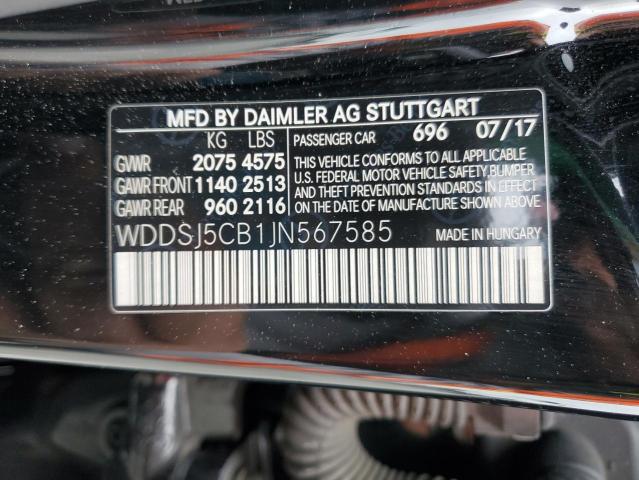 MFD BY DAIMLER AG STUTTGART
KG LBS PASSENGER CAR 696 07/17
GVWR 2075 4575
GAWR FRONT 1140 2513
GAWR REAR 960 2116
THIS VEHICLE CONFORMS TO ALL APPLICABLE
U.S. FEDERAL MOTOR VEHICLE SAFETY, BUMPER
AND THEFT PREVENTION STANDARDS IN EFFECT
ON THE DATE OF MANUFACTURE SHOWN ABOVE
WDDSJ5CB1JN567585 MADE IN HUNGARY